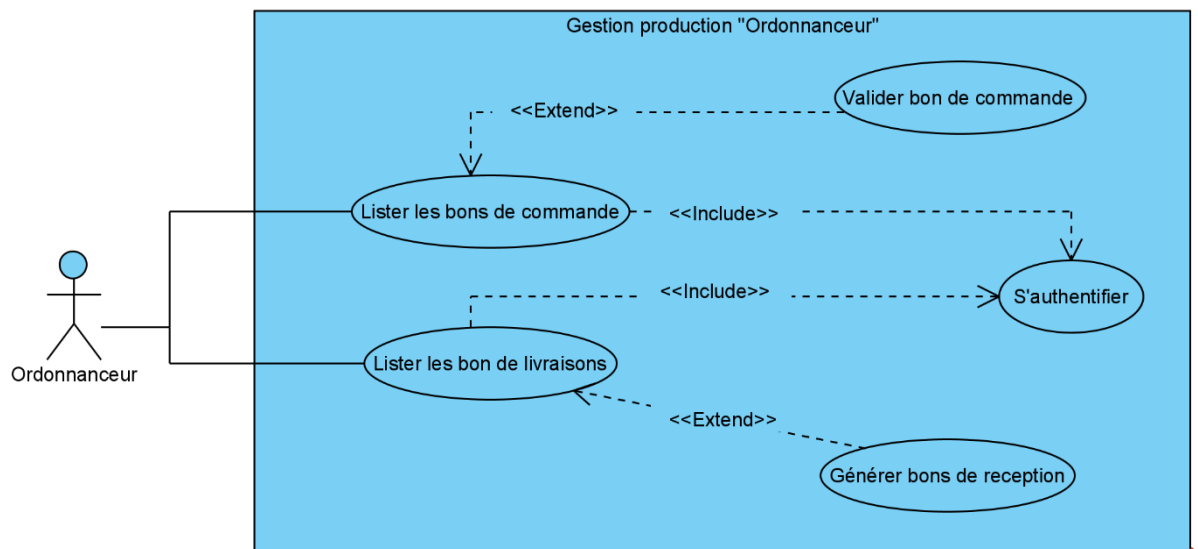 Gestion production "Ordonnanceur"
Valider bon de commande
<<Extend>>
Lister les bons de commande
<<Include>>
<<Include>>
S'authentifier
Lister les bon de livraisons
Ordonnanceur
<<Extend>>
Générer bons de reception